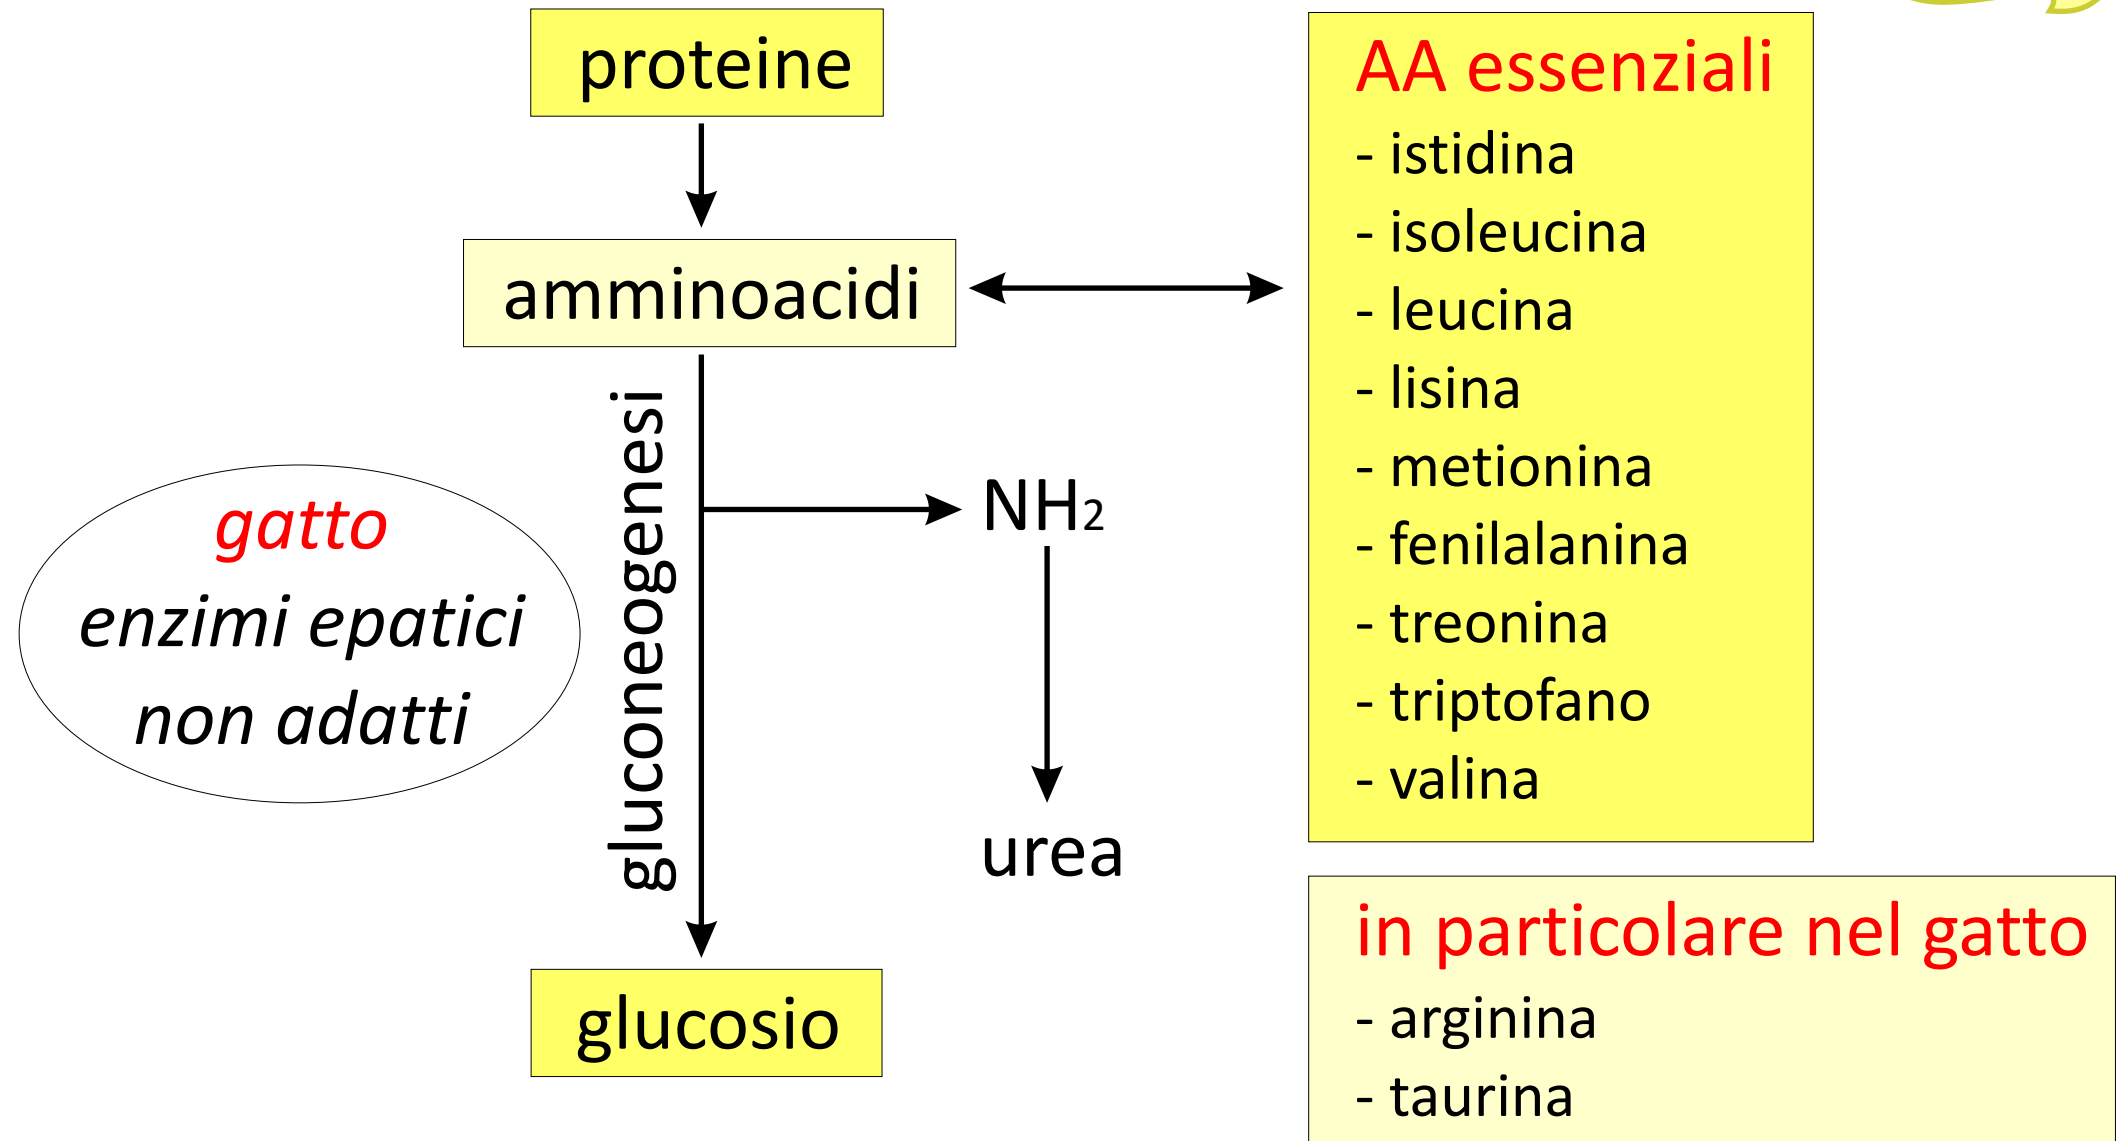 proteine
amminoacidi
gluconeogenesi
gatto
enzimi epatici
non adatti
NH₂
urea
glucosio
AA essenziali
- istidina
- isoleucina
- leucina
- lisina
- metionina
- fenilalanina
- treonina
- triptofano
- valina
in particolare nel gatto
- arginina
- taurina